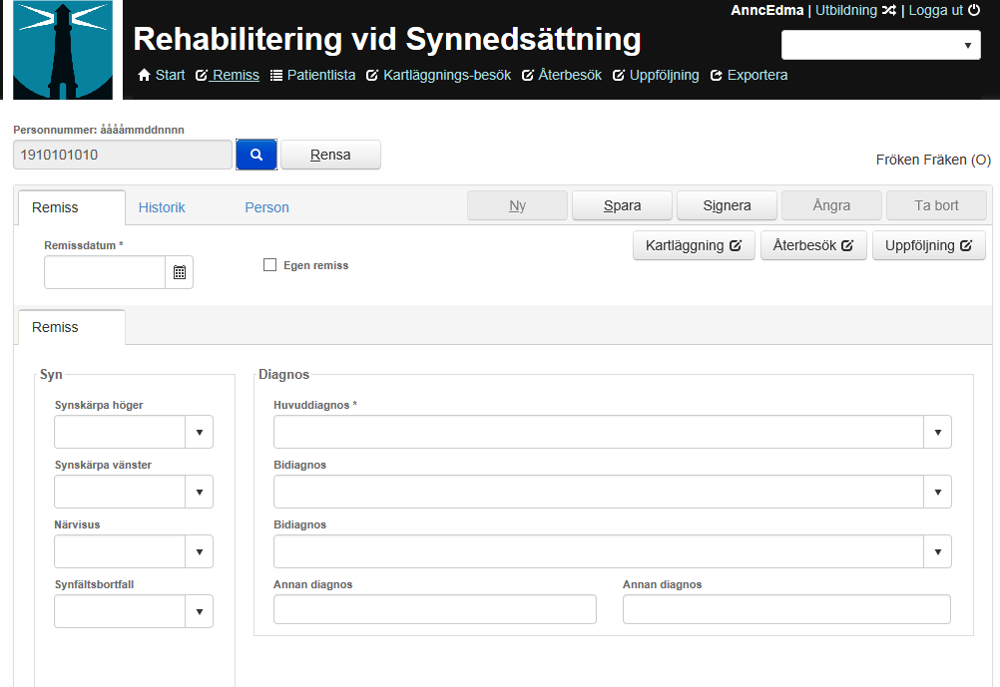 AnncEdma | Utbildning | Logga ut
Rehabilitering vid Synnedsättning
Start Remiss Patientlista Kartläggnings-besök Återbesök Uppföljning Exportera
Personnummer: ååååmmddnnnn
1910101010 Rensa
Fröken Fräken (O)
Remiss Historik Person Ny Spara Signera Ångra Ta bort
Kartläggning Återbesök Uppföljning
Remissdatum *
Egen remiss
Remiss
Syn
Synskärpa höger
Synskärpa vänster
Närvisus
Synfältsbortfall
Diagnos
Huvuddiagnos *
Bidiagnos
Bidiagnos
Annan diagnos Annan diagnos